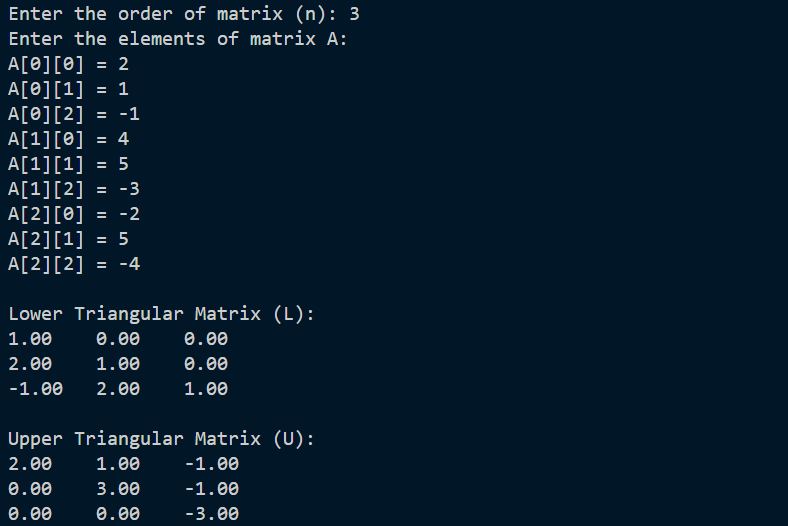 Enter the order of matrix (n): 3
Enter the elements of matrix A:
A[0][0] = 2
A[0][1] = 1
A[0][2] = -1
A[1][0] = 4
A[1][1] = 5
A[1][2] = -3
A[2][0] = -2
A[2][1] = 5
A[2][2] = -4
Lower Triangular Matrix (L):
1.00 0.00 0.00
2.00 1.00 0.00
-1.00 2.00 1.00
Upper Triangular Matrix (U):
2.00 1.00 -1.00
0.00 3.00 -1.00
0.00 0.00 -3.00